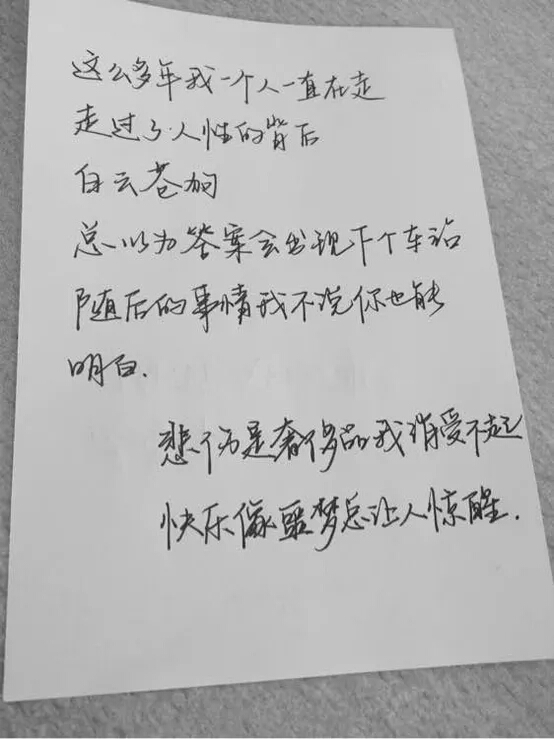 这么多年我一个人一直在走
走过了人性的背后
白云苍狗
总以为答案会出现下个车站
随后的事情我不说你也能
明白.
悲伤是奢侈品我消受不起
快乐像噩梦总让人惊醒.